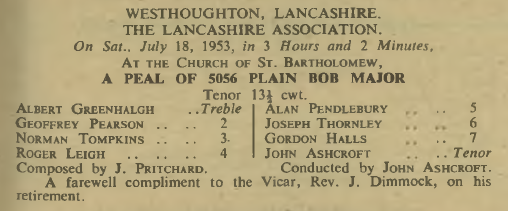 WESTHOUGHTON, LANCASHIRE.
THE LANCASHIRE ASSOCIATION.
On Sat., July 18, 1953, in 3 Hours and 2 Minutes,
AT THE CHURCH OF ST. BARTHOLOMEW,
A PEAL OF 5056 PLAIN BOB MAJOR
Tenor 13½ cwt.
ALBERT GREENHALGH .. Treble
GEOFFREY PEARSON .. .. 2
NORMAN TOMPKINS .. .. 3
ROGER LEIGH .. .. .. 4
ALAN PENDLEBURY .. .. 5
JOSEPH THORNLEY .. .. 6
GORDON HALLS .. .. 7
JOHN ASHCROFT .. .. Tenor
Composed by J. PRITCHARD. Conducted by JOHN ASHCROFT.
A farewell compliment to the Vicar, Rev. J. Dimmock, on his
retirement.